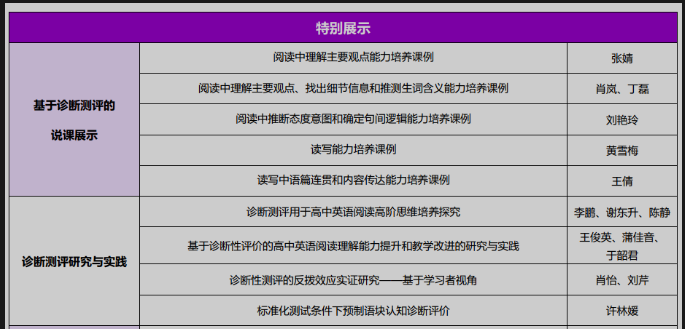 特别展示
基于诊断测评的
说课展示
阅读中理解主要观点能力培养课例
张婧
阅读中理解主要观点、找出细节信息和推测生词含义能力培养课例
肖岚、丁磊
阅读中推断态度意图和确定句间逻辑能力培养课例
刘艳玲
读写能力培养课例
黄雪梅
读写中语篇连贯和内容传达能力培养课例
王倩
诊断测评研究与实践
诊断测评用于高中英语阅读高阶思维培养探究
李鹏、谢东升、陈静
基于诊断性评价的高中英语阅读理解能力提升和教学改进的研究与实践
王俊英、蒲佳音、
于韶君
诊断性测评的反拨效应实证研究——基于学习者视角
肖怡、刘芹
标准化测试条件下预制语块认知诊断评价
许林媛